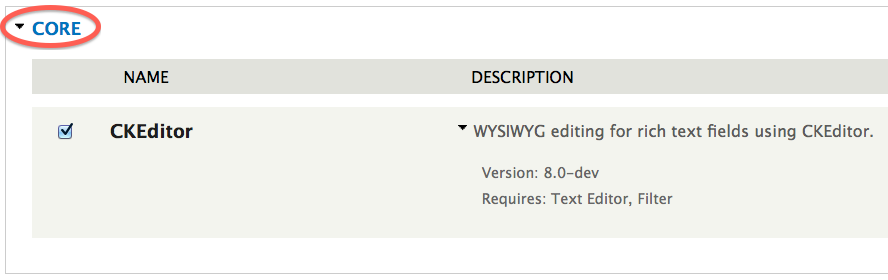 CORE
NAME DESCRIPTION
CKEditor WYSIWYG editing for rich text fields using CKEditor.
Version: 8.0-dev
Requires: Text Editor, Filter